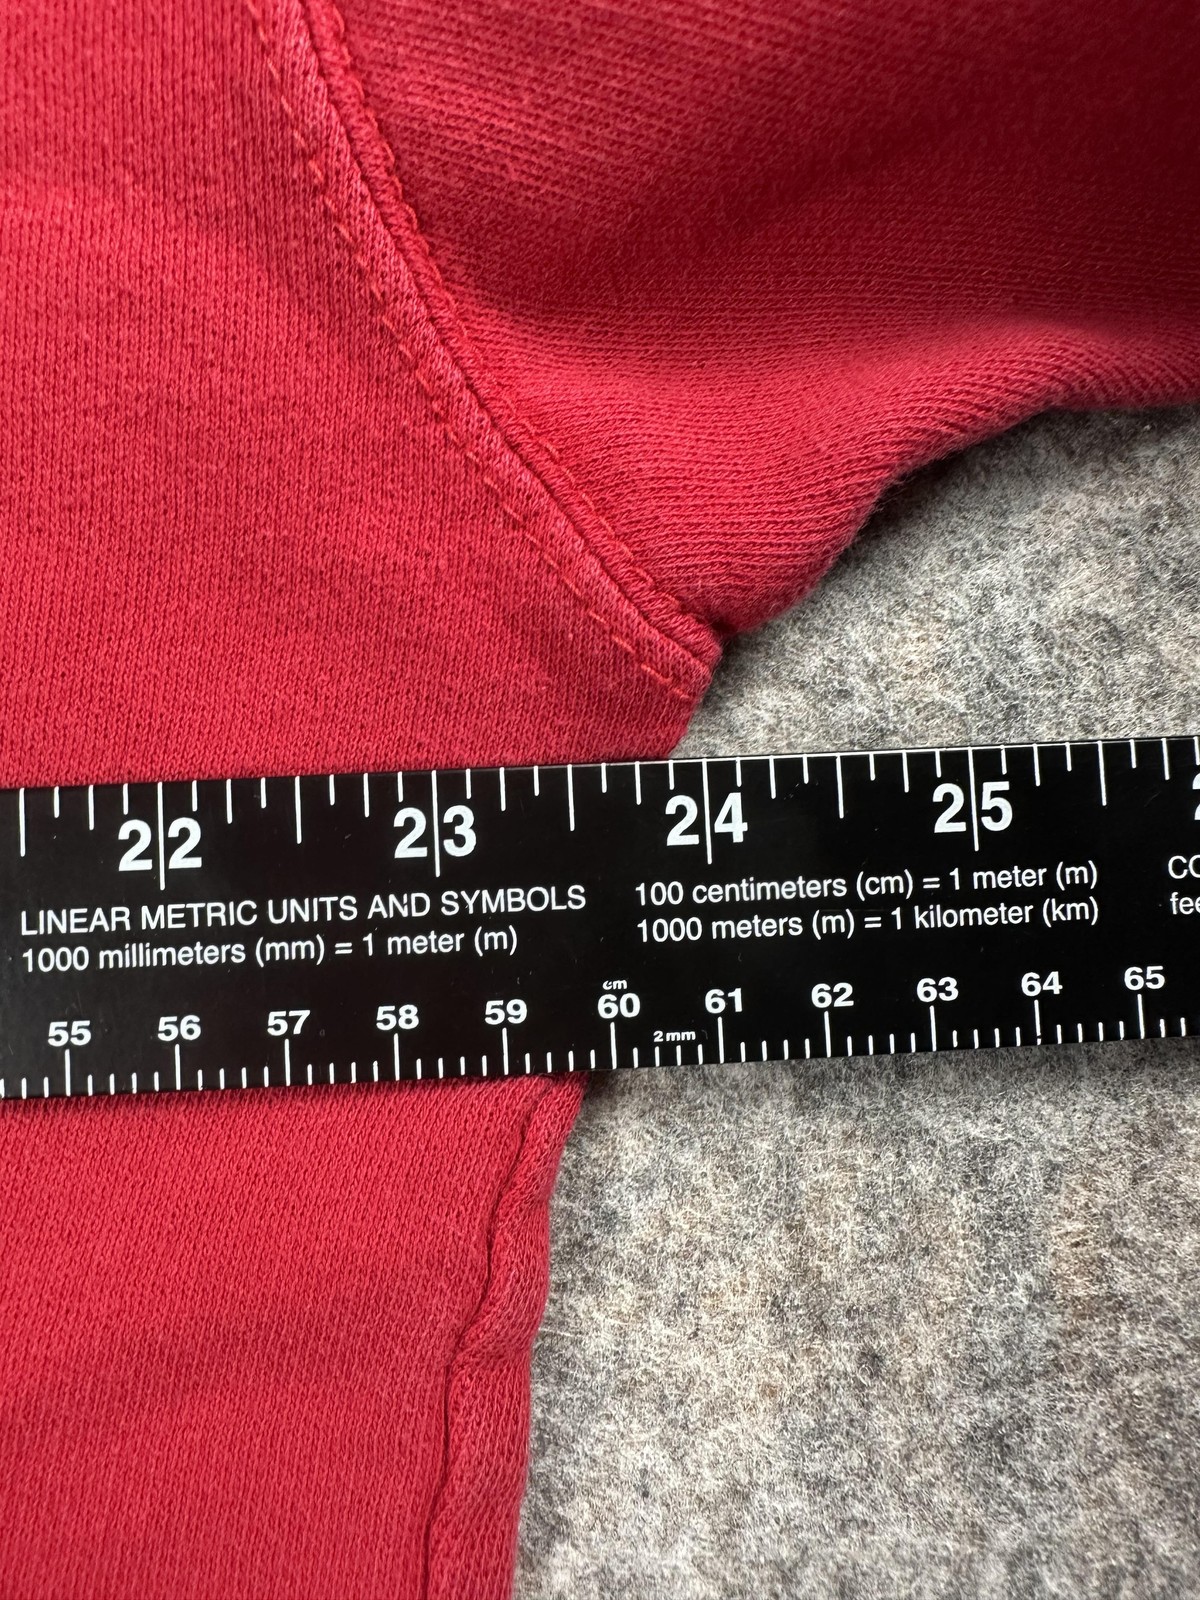 22 23 24 25
LINEAR METRIC UNITS AND SYMBOLS
1000 millimeters (mm) = 1 meter (m)
100 centimeters (cm) = 1 meter (m)
1000 meters (m) = 1 kilometer (km)
cm
55 56 57 58 59 60 61 62 63 64 65
2mm